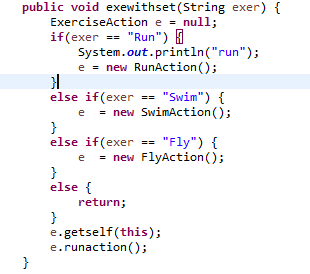 public void exewithset(String exer) {
    ExerciseAction e = null;
    if(exer == "Run") {
        System.out.println("run");
        e = new RunAction();
    }
    else if(exer == "Swim") {
        e  = new SwimAction();
    }
    else if(exer == "Fly") {
        e  = new FlyAction();
    }
    else {
        return;
    }
    e.getself(this);
    e.runaction();
}